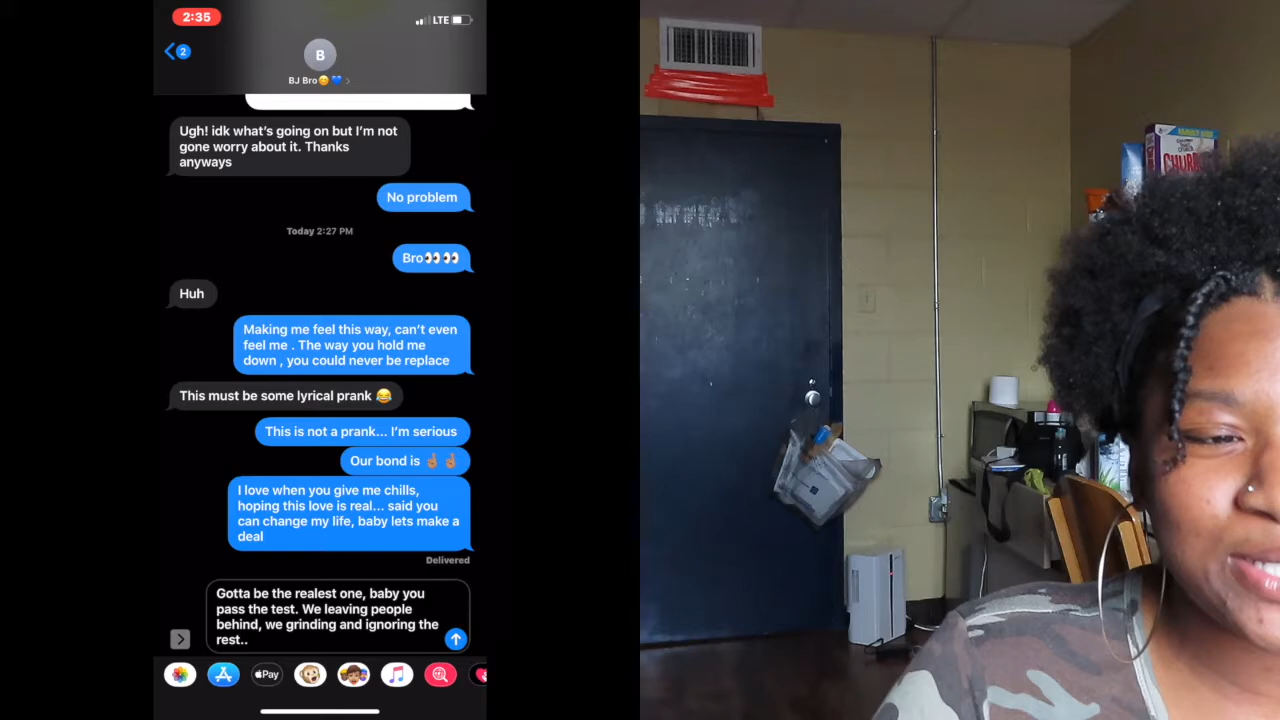 2:35
LTE
2
B
BJ Bro😊💙
Ugh! idk what's going on but I'm not
gone worry about it. Thanks
anyways
No problem
Today 2:27 PM
Bro👀👀
Huh
Making me feel this way, can't even
feel me . The way you hold me
down , you could never be replace
This must be some lyrical prank 😂
This is not a prank... I'm serious
Our bond is 🤞🏽🤞🏽
I love when you give me chills,
hoping this love is real... said you
can change my life, baby lets make a
deal
Delivered
Gotta be the realest one, baby you
pass the test. We leaving people
behind, we grinding and ignoring the
rest..
Pay
FAMILY SIZE